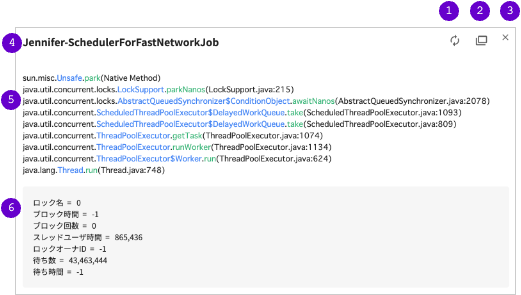 1 2 3
4 Jennifer-SchedulerForFastNetworkJob
sun.misc.Unsafe.park(Native Method)
java.util.concurrent.locks.LockSupport.parkNanos(LockSupport.java:215)
5 java.util.concurrent.locks.AbstractQueuedSynchronizer$ConditionObject.awaitNanos(AbstractQueuedSynchronizer.java:2078)
java.util.concurrent.ScheduledThreadPoolExecutor$DelayedWorkQueue.take(ScheduledThreadPoolExecutor.java:1093)
java.util.concurrent.ScheduledThreadPoolExecutor$DelayedWorkQueue.take(ScheduledThreadPoolExecutor.java:809)
java.util.concurrent.ThreadPoolExecutor.getTask(ThreadPoolExecutor.java:1074)
java.util.concurrent.ThreadPoolExecutor.runWorker(ThreadPoolExecutor.java:1134)
java.util.concurrent.ThreadPoolExecutor$Worker.run(ThreadPoolExecutor.java:624)
java.lang.Thread.run(Thread.java:748)
6 ロック名 = 0
ブロック時間 = -1
ブロック回数 = 0
スレッドユーザ時間 = 865,436
ロックオーナID = -1
待ち数 = 43,463,444
待ち時間 = -1